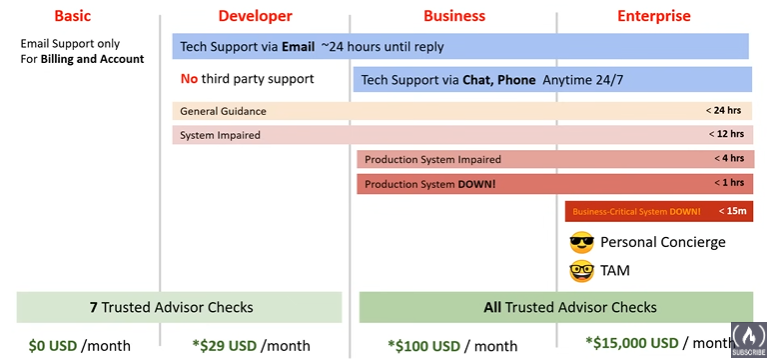 Basic
Developer
Business
Enterprise
Email Support only
For Billing and Account
Tech Support via Email ~24 hours until reply
No third party support
Tech Support via Chat, Phone Anytime 24/7
General Guidance
< 24 hrs
System Impaired
< 12 hrs
Production System Impaired
< 4 hrs
Production System DOWN!
< 1 hrs
Business-Critical System DOWN!
< 15m
Personal Concierge
TAM
7 Trusted Advisor Checks
All Trusted Advisor Checks
$0 USD /month
*$29 USD /month
*$100 USD / month
*$15,000 USD / month
SUBSCRIBE